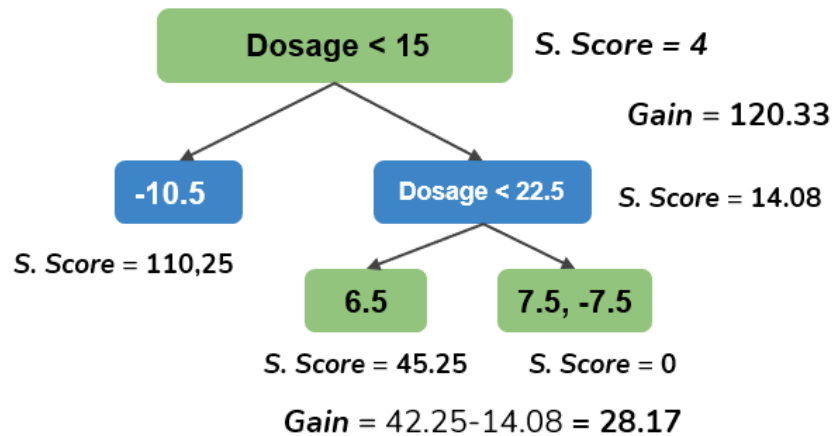 Dosage < 15
S. Score = 4
Gain = 120.33
-10.5
Dosage < 22.5
S. Score = 14.08
S. Score = 110,25
6.5
7.5, -7.5
S. Score = 45.25
S. Score = 0
Gain = 42.25-14.08 = 28.17